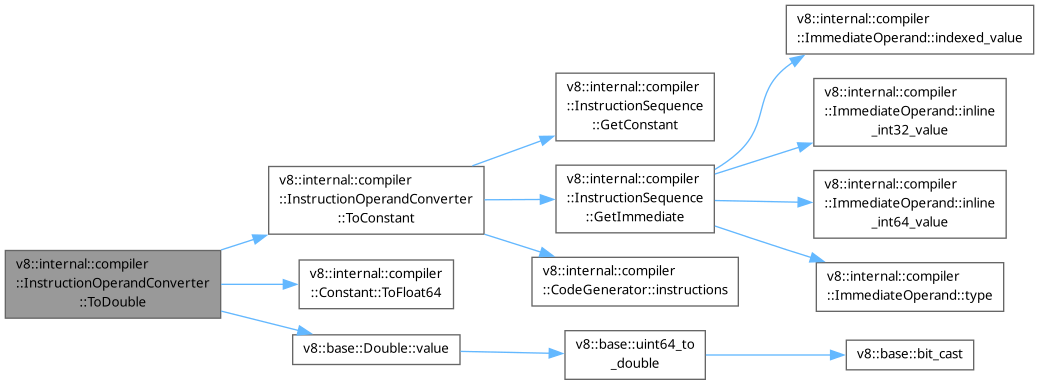 v8::internal::compiler
::ImmediateOperand::indexed_value
v8::internal::compiler
::InstructionSequence
::GetConstant
v8::internal::compiler
::ImmediateOperand::inline
_int32_value
v8::internal::compiler
::InstructionOperandConverter
::ToConstant
v8::internal::compiler
::InstructionSequence
::GetImmediate
v8::internal::compiler
::ImmediateOperand::inline
_int64_value
v8::internal::compiler
::InstructionOperandConverter
::ToDouble
v8::internal::compiler
::Constant::ToFloat64
v8::internal::compiler
::CodeGenerator::instructions
v8::internal::compiler
::ImmediateOperand::type
v8::base::Double::value
v8::base::uint64_to
_double
v8::base::bit_cast